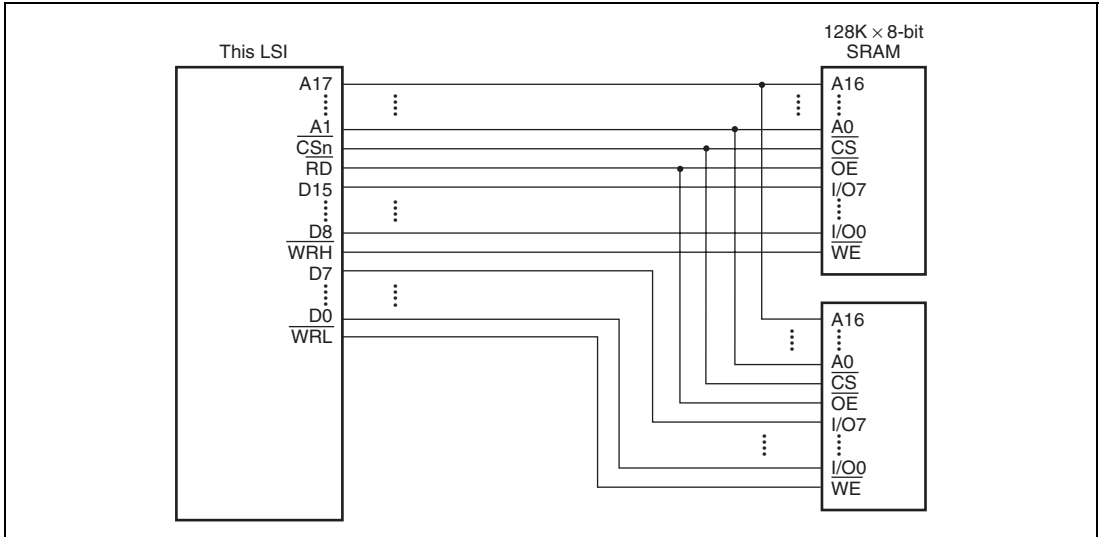 128K × 8-bit
SRAM
This LSI
A17
A1
CSn
RD
D15
D8
WRH
D7
D0
WRL
A16
A0
CS
OE
I/O7
I/O0
WE
A16
A0
CS
OE
I/O7
I/O0
WE